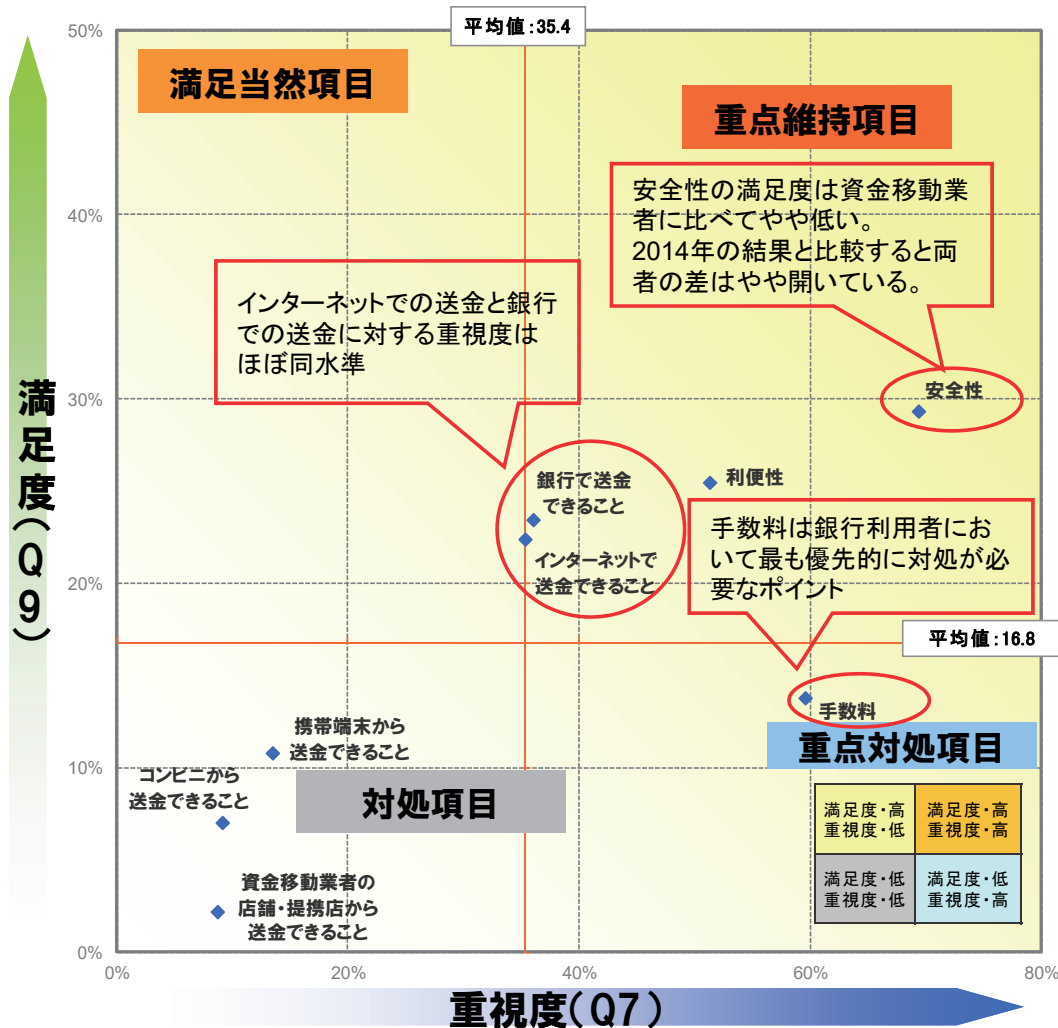 平均値:35.4
50%
満足当然項目
重点維持項目
安全性の満足度は資金移動業
者に比べてやや低い。
2014年の結果と比較すると両
者の差はやや開いている。
40%
インターネットでの送金と銀行
での送金に対する重視度は
ほぼ同水準
満足度(Q9)
30%
安全性
利便性
銀行で送金
できること
手数料は銀行利用者にお
いて最も優先的に対処が必
要なポイント
インターネットで
送金できること
20%
平均値:16.8
手数料
重点対処項目
携帯端末から
送金できること
10%
コンビニから
送金できること
対処項目
満足度・高
重視度・低
満足度・高
重視度・高
満足度・低
重視度・低
満足度・低
重視度・高
資金移動業者の
店舗・提携店から
送金できること
0%
0%
20%
40%
60%
80%
重視度(Q7)